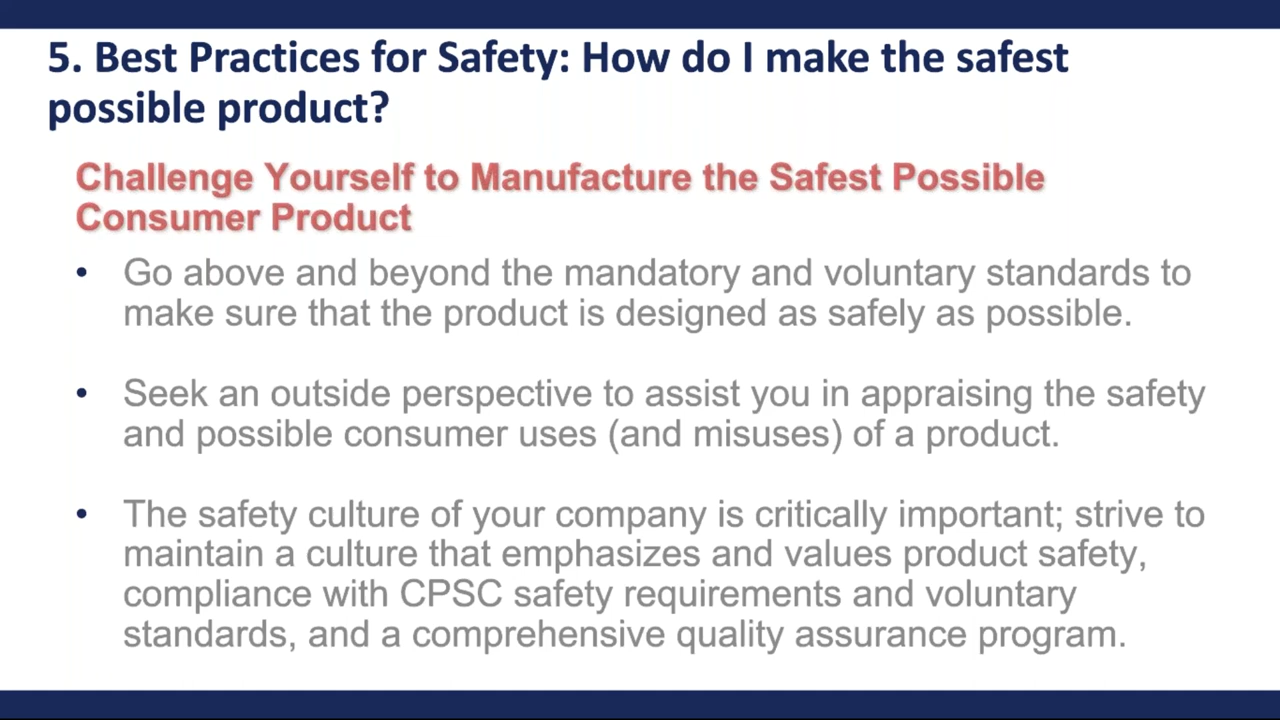 5. Best Practices for Safety: How do I make the safest
possible product?
Challenge Yourself to Manufacture the Safest Possible
Consumer Product
• Go above and beyond the mandatory and voluntary standards to
make sure that the product is designed as safely as possible.
• Seek an outside perspective to assist you in appraising the safety
and possible consumer uses (and misuses) of a product.
• The safety culture of your company is critically important; strive to
maintain a culture that emphasizes and values product safety,
compliance with CPSC safety requirements and voluntary
standards, and a comprehensive quality assurance program.